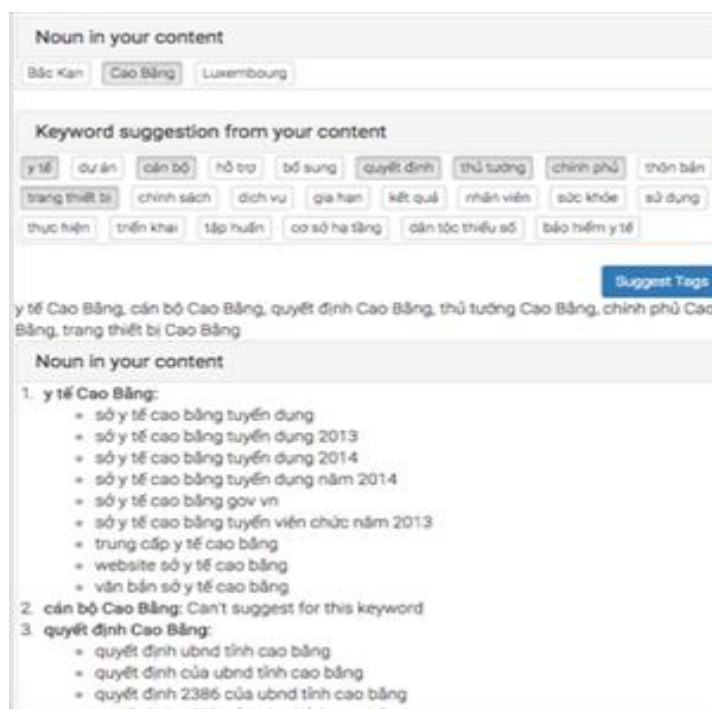 Noun in your content
Bắc Kạn Cao Bằng Luxembourg
Keyword suggestion from your content
y tế dự án cán bộ hỗ trợ bổ sung quyết định thủ tướng chính phủ thôn bản
trang thiết bị chính sách dịch vụ gia hạn kết quả nhân viên sức khỏe sử dụng
thực hiện triển khai tập huấn cơ sở hạ tầng dân tộc thiểu số bảo hiểm y tế
Suggest Tags
y tế Cao Bằng, cán bộ Cao Bằng, quyết định Cao Bằng, thủ tướng Cao Bằng, chính phủ Cao
Bằng, trang thiết bị Cao Bằng
Noun in your content
1. y tế Cao Bằng:
sở y tế cao bằng tuyển dụng
sở y tế cao bằng tuyển dụng 2013
sở y tế cao bằng tuyển dụng 2014
sở y tế cao bằng tuyển dụng năm 2014
sở y tế cao bằng gov vn
sở y tế cao bằng tuyển viên chức năm 2013
trung cấp y tế cao bằng
website sở y tế cao bằng
văn bản sở y tế cao bằng
2. cán bộ Cao Bằng: Can't suggest for this keyword
3. quyết định Cao Bằng:
quyết định ubnd tỉnh cao bằng
quyết định của ubnd tỉnh cao bằng
quyết định 2386 của ubnd tỉnh cao bằng